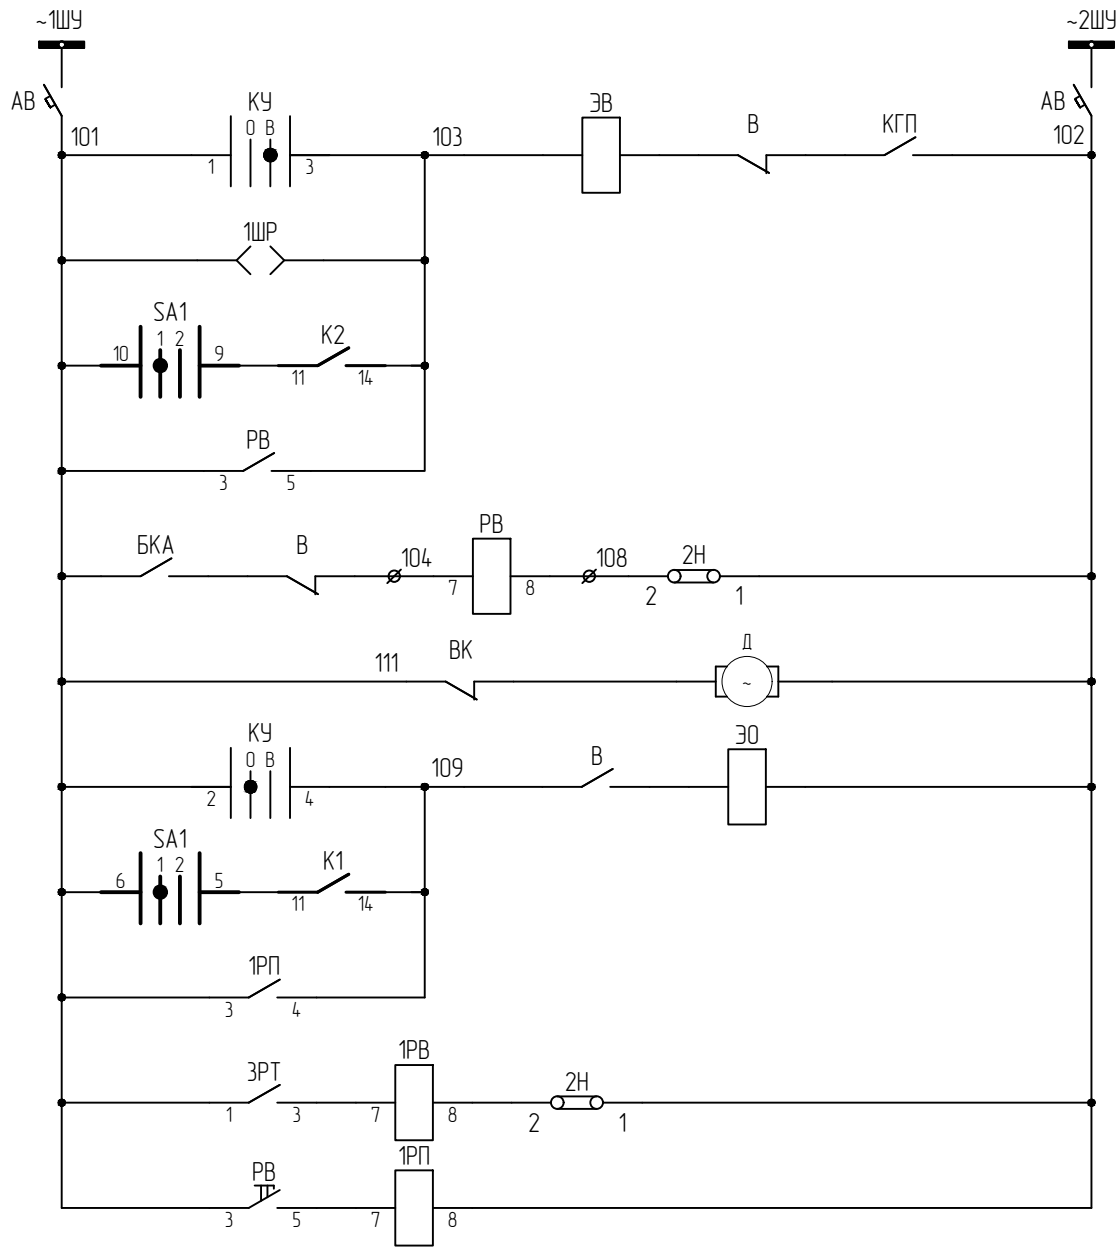 ~1ШУ ~2ШУ
АВ КУ ЭВ В КГП АВ
О В
101 103 102
1 3
1ШР
SA1 К2
1 2
10 9 11 14
РВ
3 5
БКА В 104 РВ 108 2Н
7 8 2 1
111 ВК Д
~
КУ ЭО
О В 109 В
2 4
SA1 К1
1 2
6 5 11 14
1РП
3 4
3РТ 1РВ 2Н
1 3 7 8 2 1
РВ 1РП
3 5 7 8